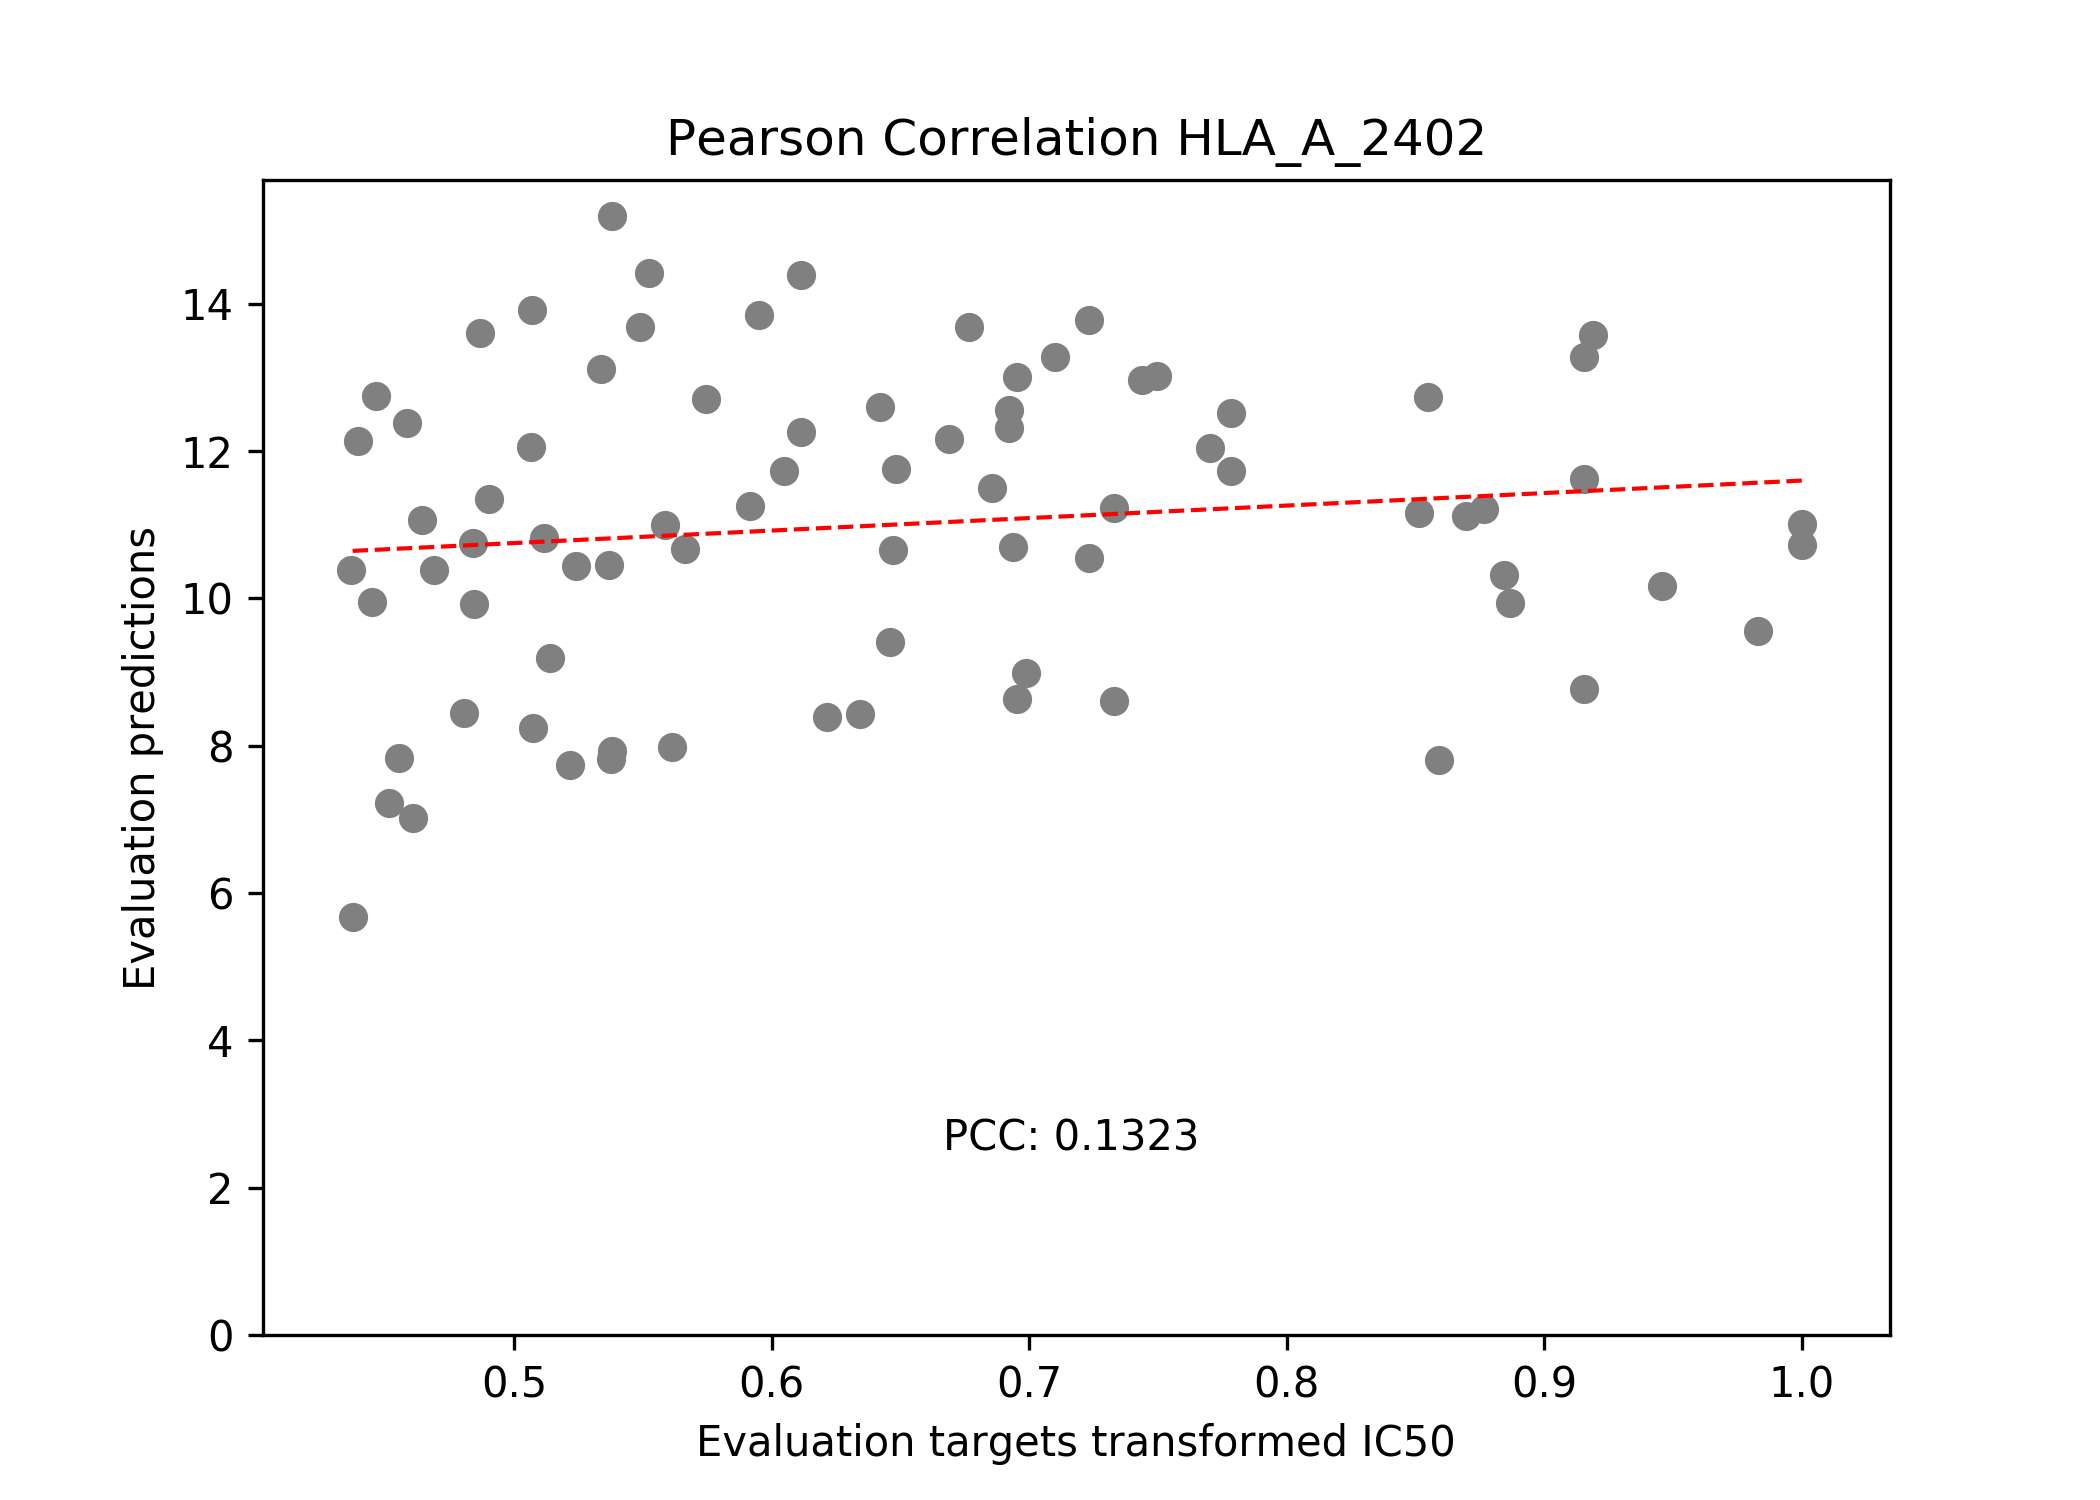 Pearson Correlation HLA_A_2402
Evaluation predictions
14
12
10
8
6
4
2
0
PCC: 0.1323
0.5 0.6 0.7 0.8 0.9 1.0
Evaluation targets transformed IC50